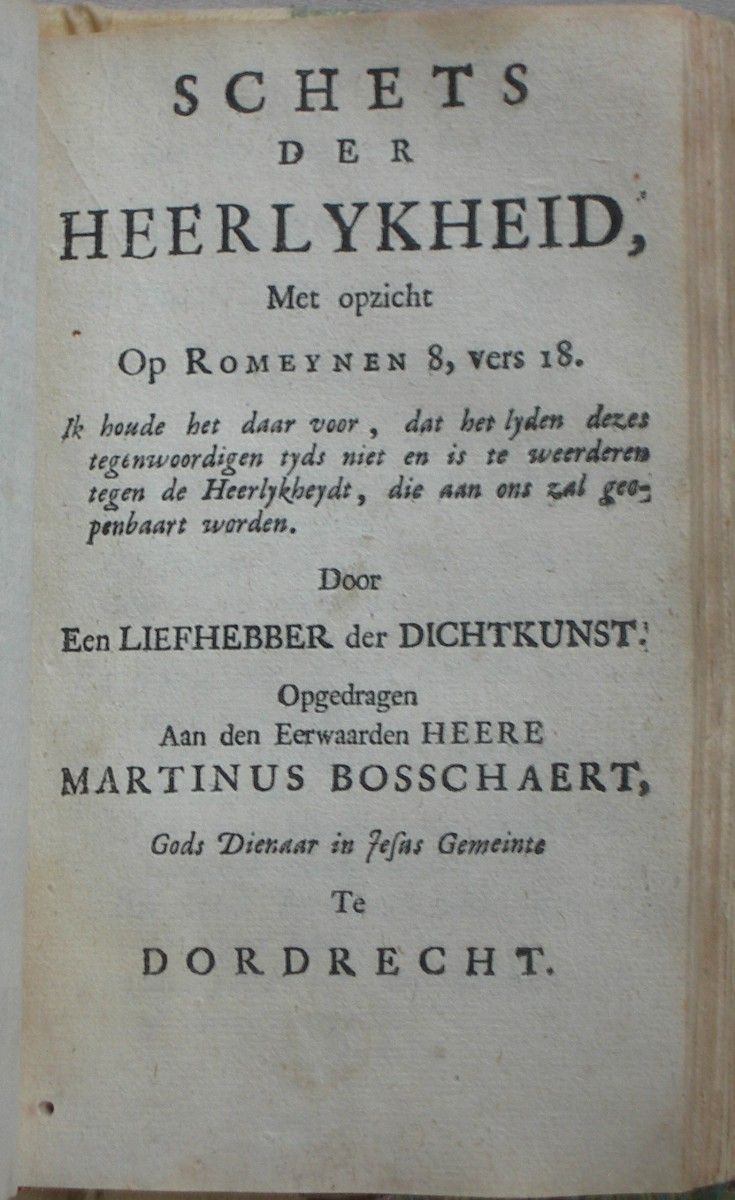 SCHETS
DER
HEERLYKHEID,
Met opzicht
Op ROMEYNEN 8, vers 18.
Ik houde het daar voor, dat het lyden dezes
tegenwoordigen tyds niet en is te weerderen
tegen de Heerlykheydt, die aan ons zal geo-
penbaart worden.
Door
Een LIEFHEBBER der DICHTKUNST.
Opgedragen
Aan den Eerwaarden HEERE
MARTINUS BOSSCHAERT,
Gods Dienaar in Jeſus Gemeinte
Te
DORDRECHT.